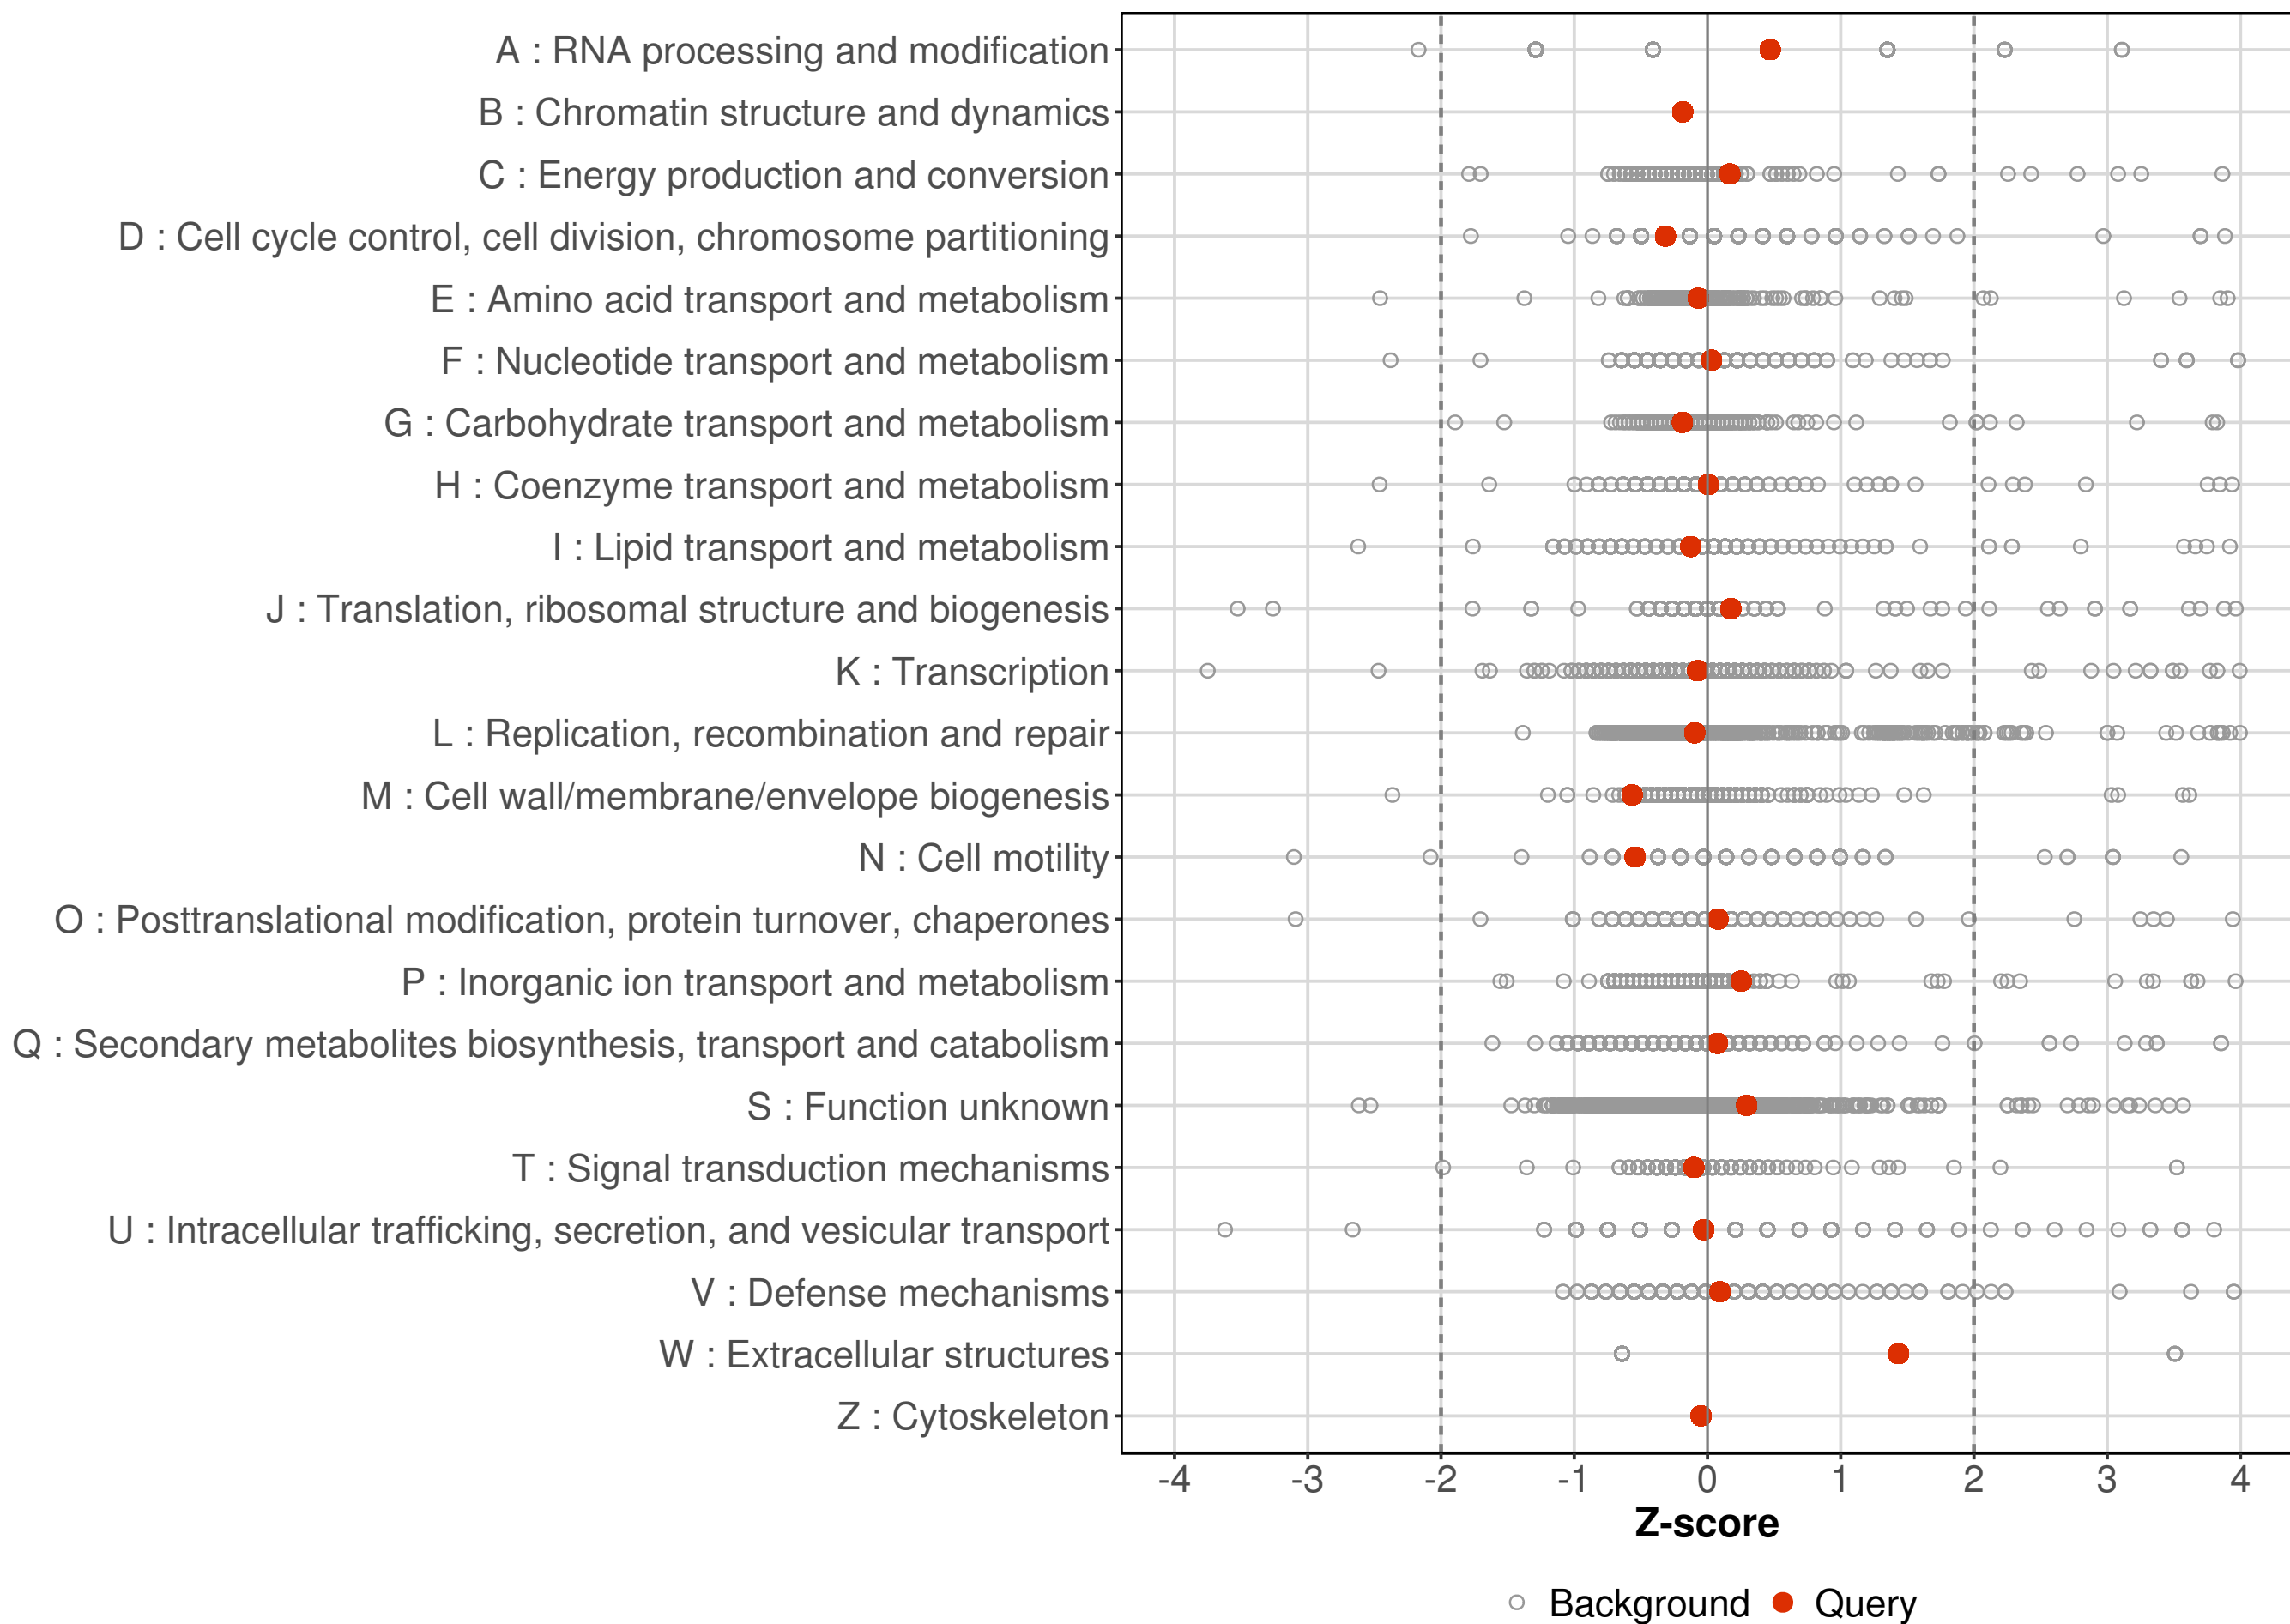 A : RNA processing and modification
B : Chromatin structure and dynamics
C : Energy production and conversion
D : Cell cycle control, cell division, chromosome partitioning
E : Amino acid transport and metabolism
F : Nucleotide transport and metabolism
G : Carbohydrate transport and metabolism
H : Coenzyme transport and metabolism
I : Lipid transport and metabolism
J : Translation, ribosomal structure and biogenesis
K : Transcription
L : Replication, recombination and repair
M : Cell wall/membrane/envelope biogenesis
N : Cell motility
O : Posttranslational modification, protein turnover, chaperones
P : Inorganic ion transport and metabolism
Q : Secondary metabolites biosynthesis, transport and catabolism
S : Function unknown
T : Signal transduction mechanisms
U : Intracellular trafficking, secretion, and vesicular transport
V : Defense mechanisms
W : Extracellular structures
Z : Cytoskeleton
-4 -3 -2 -1 0 1 2 3 4
Z-score
Background Query